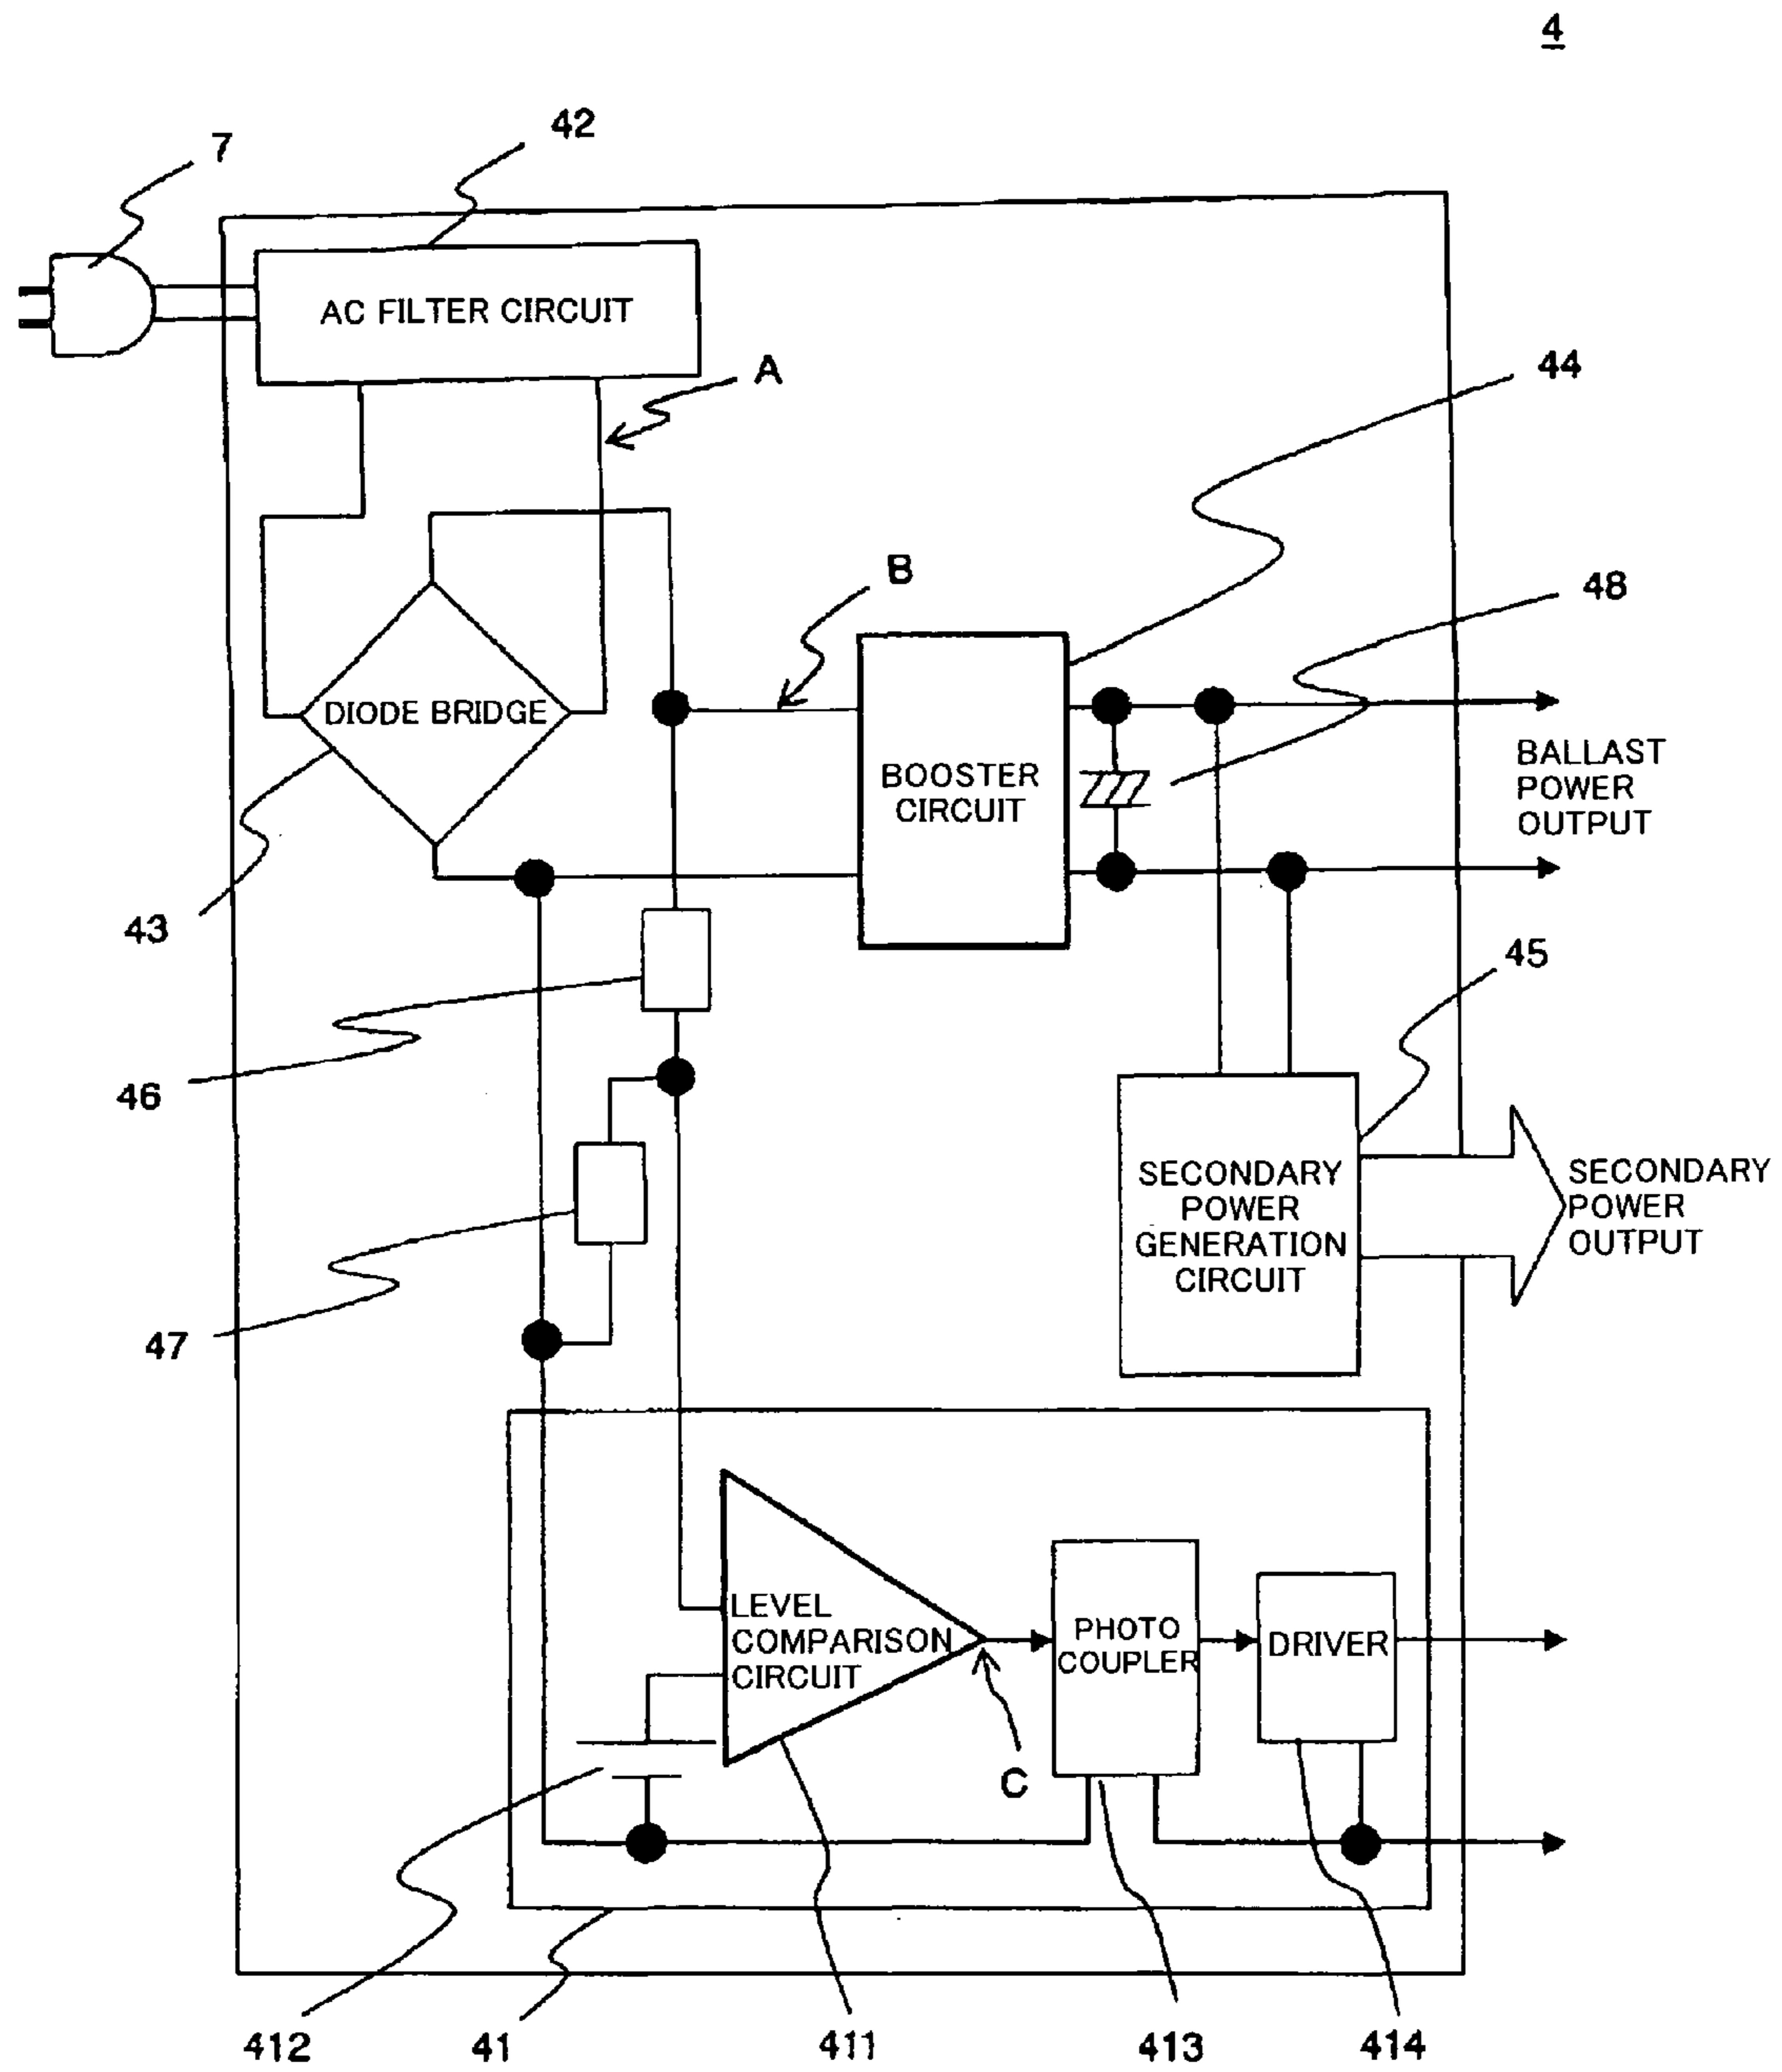 4
7
42
AC FILTER CIRCUIT
A
44
B
48
DIODE BRIDGE
BOOSTER
CIRCUIT
BALLAST
POWER
OUTPUT
43
45
46
SECONDARY
POWER
GENERATION
CIRCUIT
SECONDARY
POWER
OUTPUT
47
LEVEL
COMPARISON
CIRCUIT
PHOTO
COUPLER
DRIVER
C
412
41
411
413
414